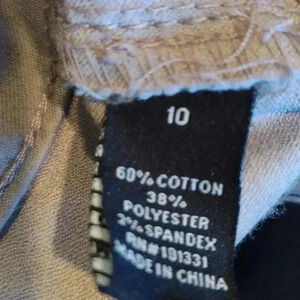 10
60% COTTON
38%
POLYESTER
2% SPANDEX
RN# 101331
MADE IN CHINA